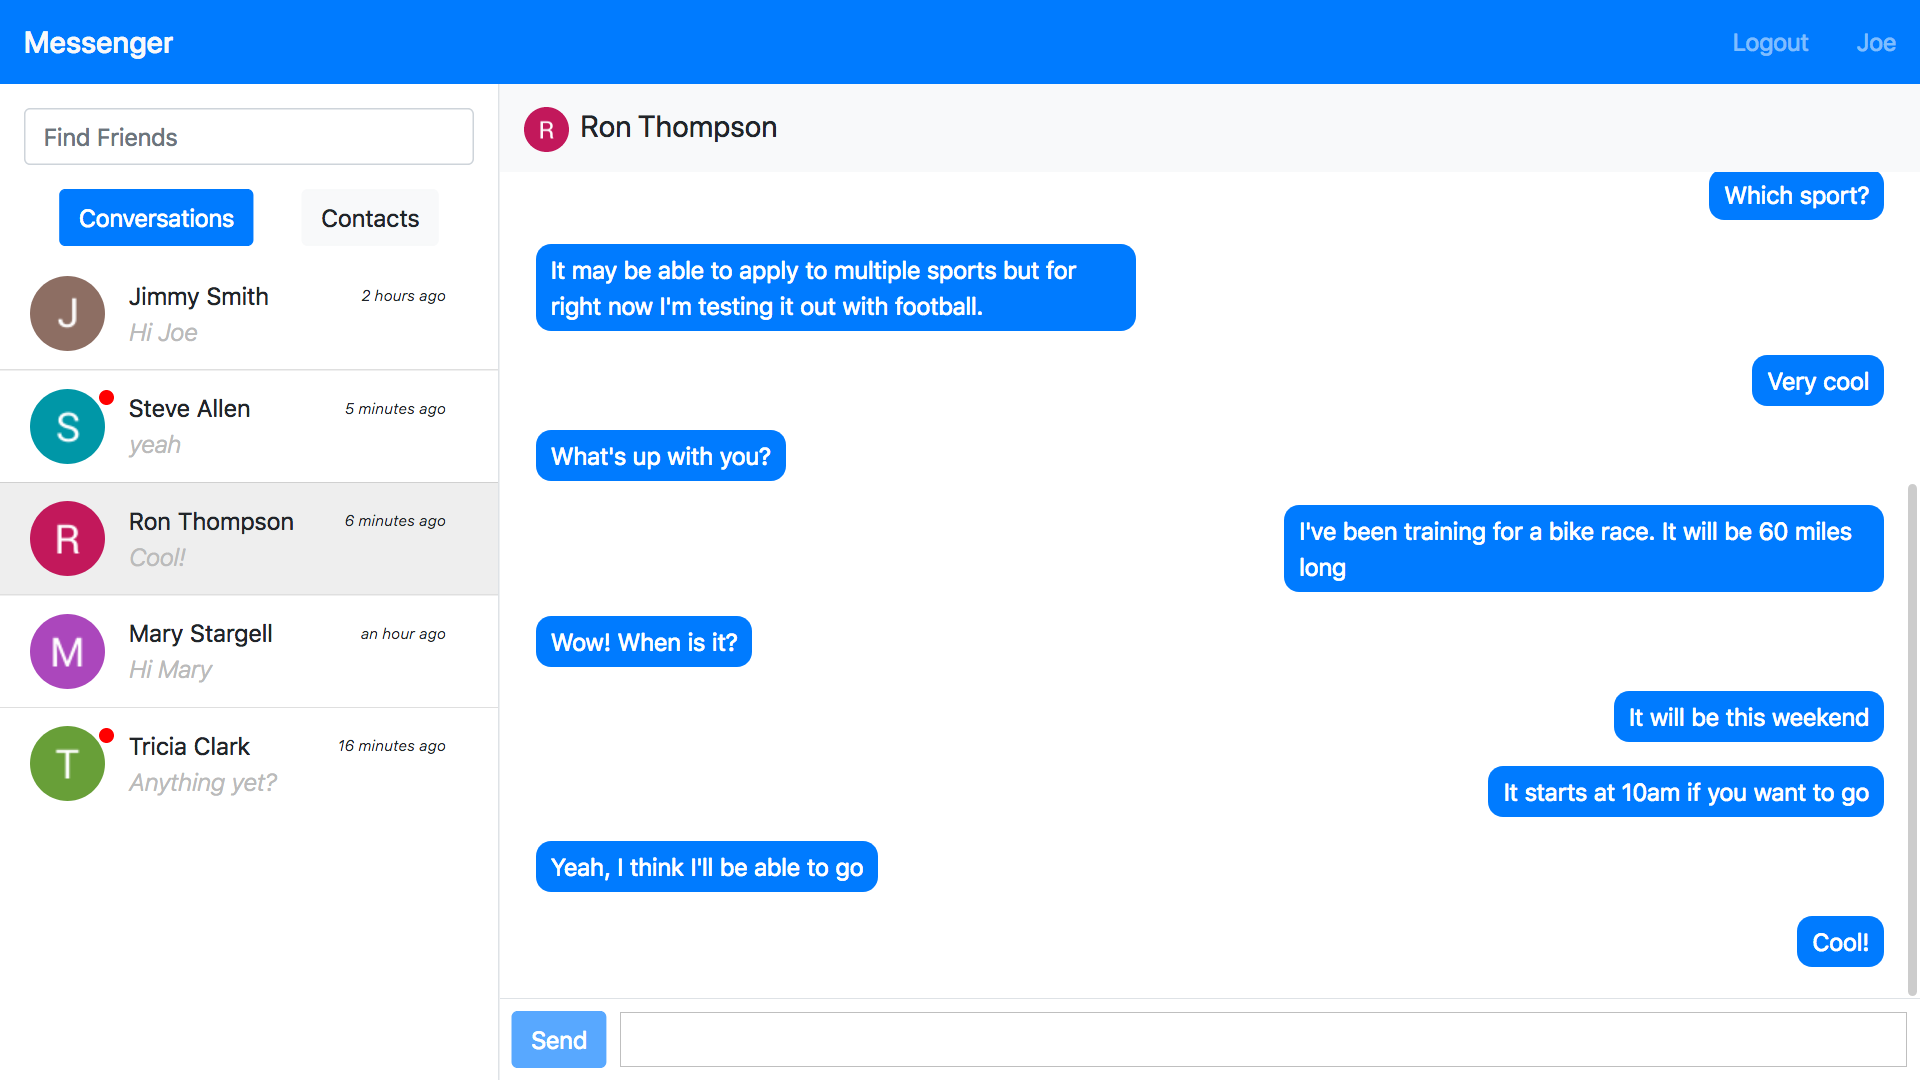 Messenger
Logout
Joe
Find Friends
Conversations
Contacts
J
Jimmy Smith
2 hours ago
Hi Joe
S
Steve Allen
5 minutes ago
yeah
R
Ron Thompson
6 minutes ago
Cool!
M
Mary Stargell
an hour ago
Hi Mary
T
Tricia Clark
16 minutes ago
Anything yet?
R
Ron Thompson
Which sport?
It may be able to apply to multiple sports but for
right now I'm testing it out with football.
Very cool
What's up with you?
I've been training for a bike race. It will be 60 miles
long
Wow! When is it?
It will be this weekend
It starts at 10am if you want to go
Yeah, I think I'll be able to go
Cool!
Send